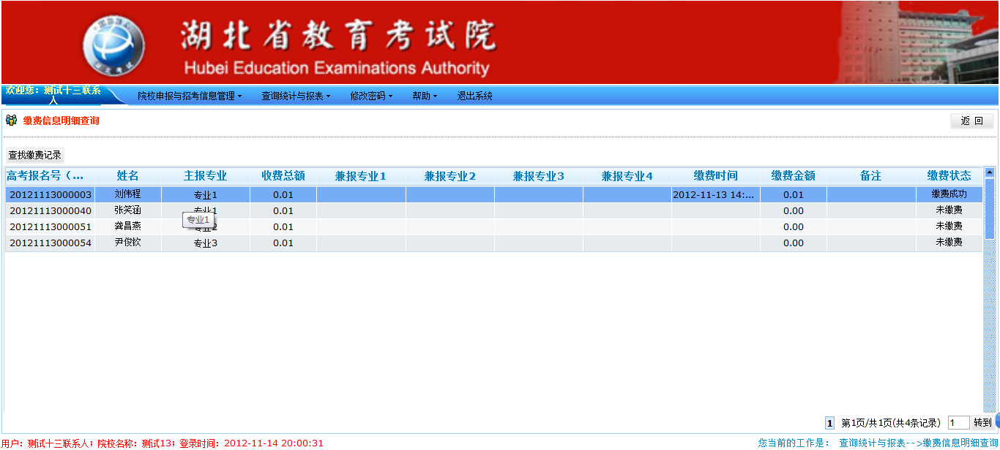 湖北省教育考试院
Hubei Education Examinations Authority
欢迎您：测试十三联系
人
院校申报与招考信息管理 查询统计与报表 修改密码 帮助 退出系统
缴费信息明细查询 返 回
查找缴费记录
高考报名号（... 姓名 主报专业 收费总额 兼报专业1 兼报专业2 兼报专业3 兼报专业4 缴费时间 缴费金额 备注 缴费状态
20121113000003 刘伟程 专业1 0.01 2012-11-13 14:... 0.01 缴费成功
20121113000040 张笑涵 专业1 0.01 0.00 未缴费
专业1
20121113000051 龚昌燕 专业2 0.01 0.00 未缴费
20121113000054 尹俊钦 专业3 0.01 0.00 未缴费
1 第1页/共1页(共4条记录) 1 转到
用户：测试十三联系人；院校名称：测试13；登录时间：2012-11-14 20:00:31 您当前的工作是： 查询统计与报表-->缴费信息明细查询